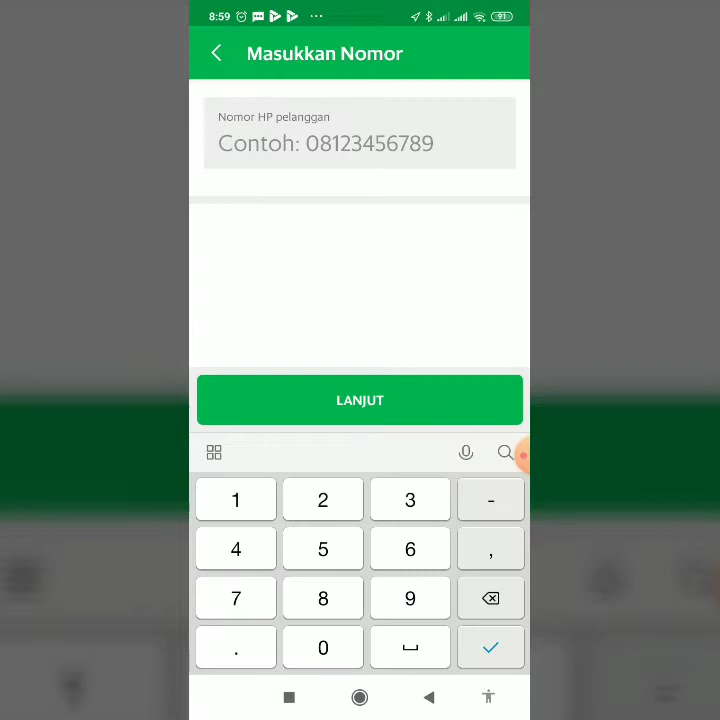 8:59
91
Masukkan Nomor
Nomor HP pelanggan
Contoh: 08123456789
LANJUT
1 2 3 -
4 5 6 ,
7 8 9
. 0